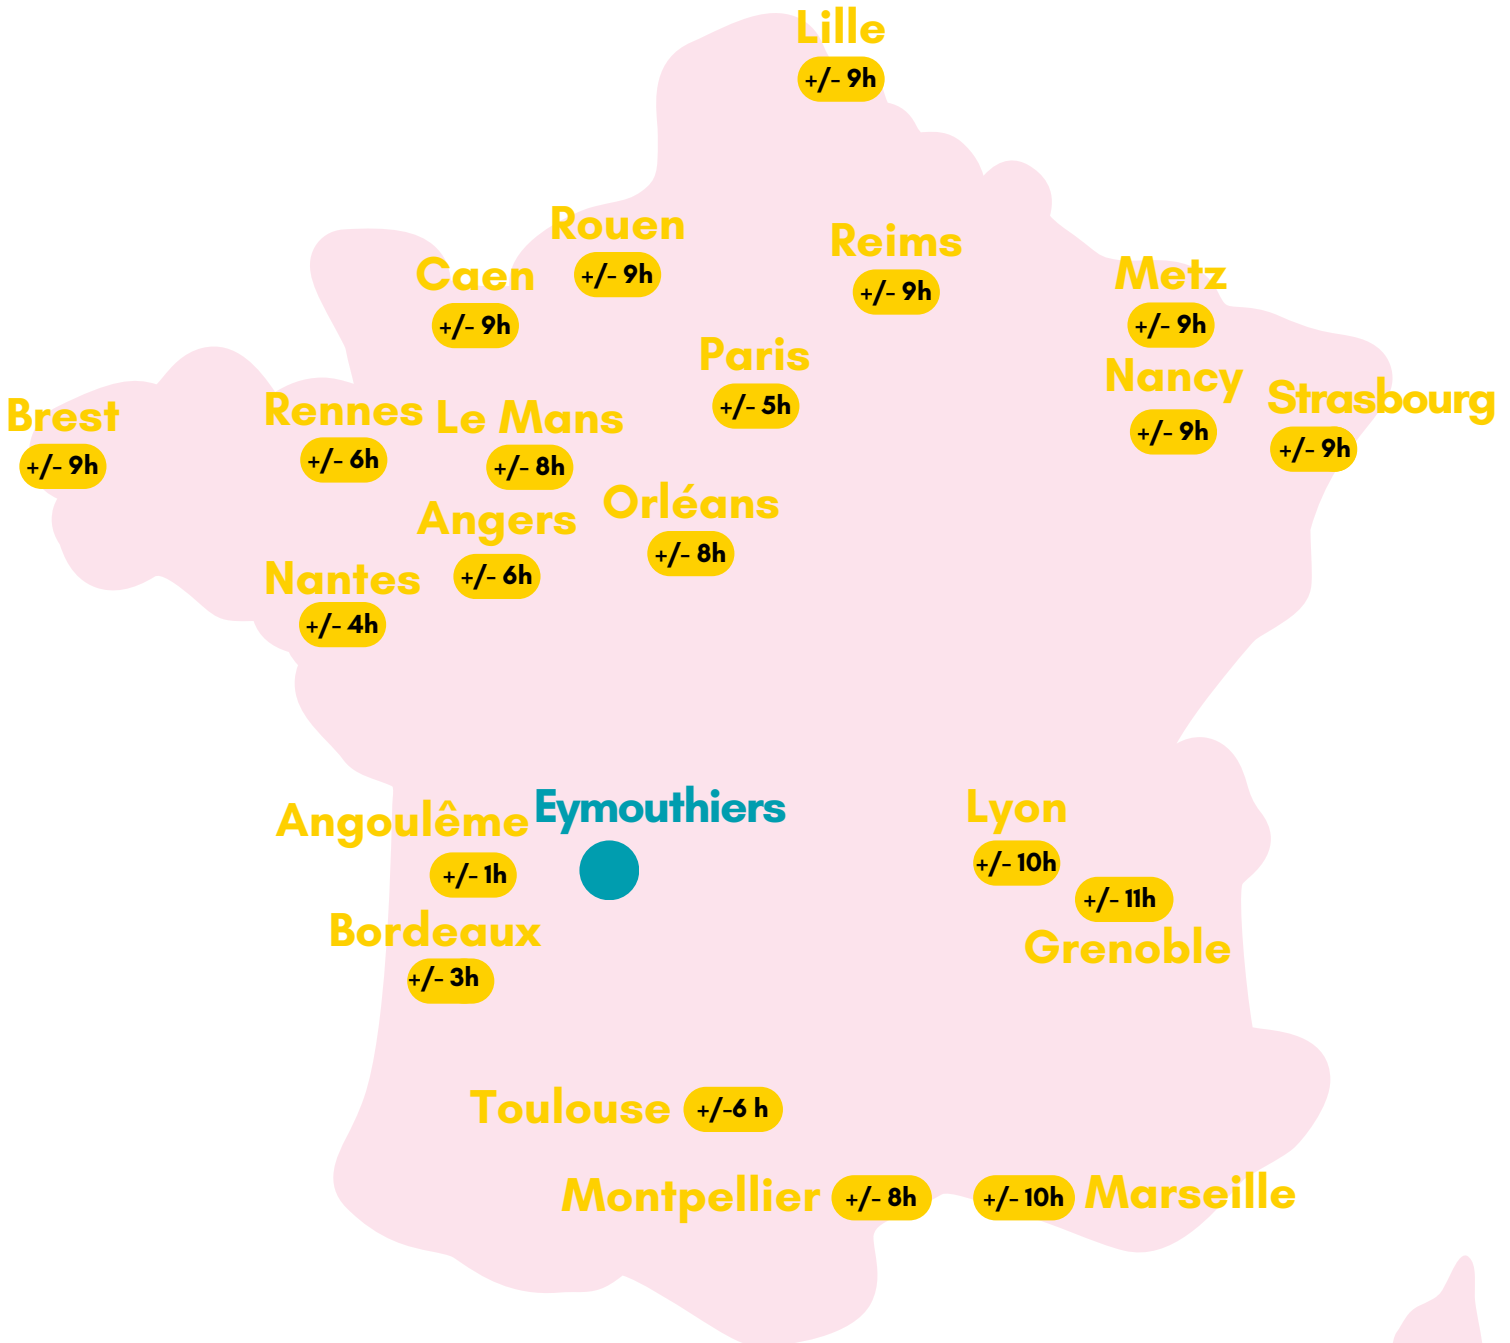 Lille
+/- 9h
Rouen
+/- 9h
Reims
+/- 9h
Caen
+/- 9h
Metz
+/- 9h
Paris
+/- 5h
Nancy
+/- 9h
Strasbourg
+/- 9h
Brest
+/- 9h
Rennes
+/- 6h
Le Mans
+/- 8h
Orléans
+/- 8h
Angers
+/- 6h
Nantes
+/- 4h
Angoulême
+/- 1h
Eymouthiers
Lyon
+/- 10h
+/- 11h
Grenoble
Bordeaux
+/- 3h
Toulouse +/-6 h
Montpellier +/- 8h
+/- 10h Marseille